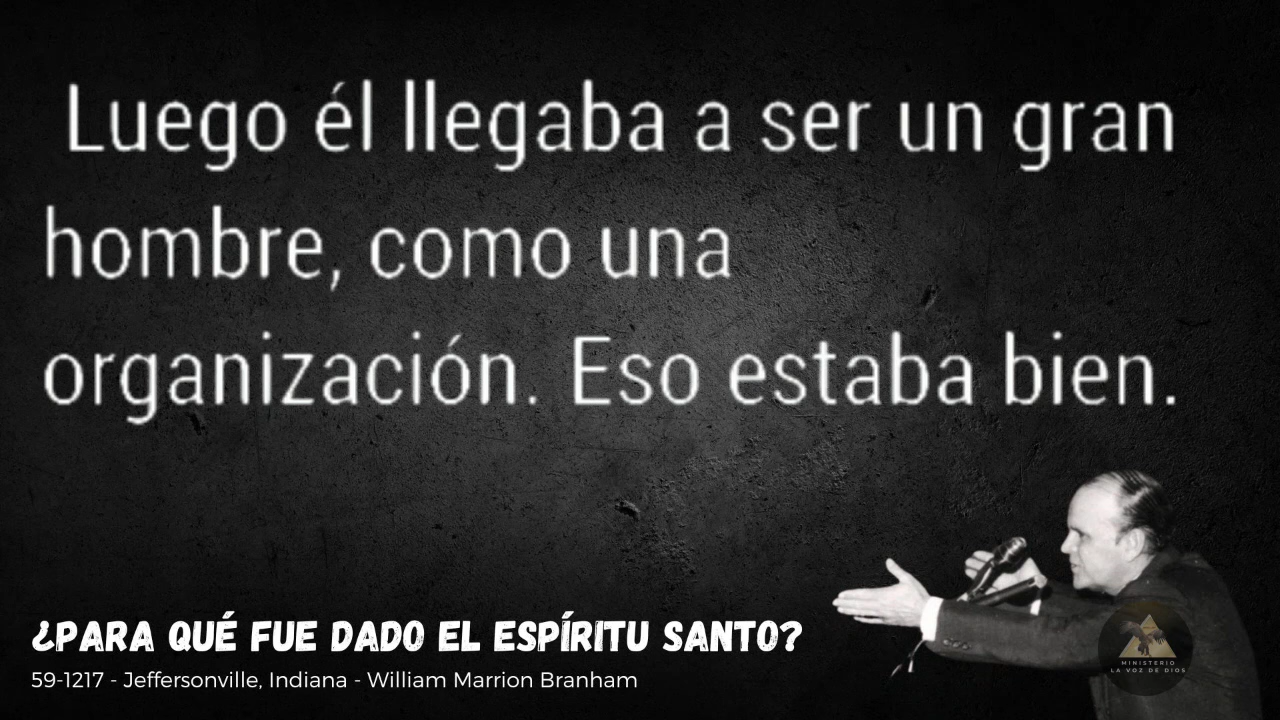 Luego él llegaba a ser un gran
hombre, como una
organización. Eso estaba bien.
¿PARA QUÉ FUE DADO EL ESPÍRITU SANTO?
59-1217 - Jeffersonville, Indiana - William Marrion Branham
MINISTERIO
LA VOZ DE DIOS